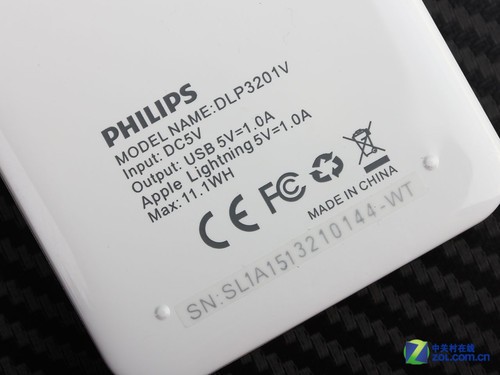 PHILIPS
MODEL NAME:DLP3201V
Input: DC5V
Output: USB 5V=1.0A
Apple Lightning 5V=1.0A
Max: 11.1WH
CE FC
MADE IN CHINA
SN:SL1A1513210144-WT
中关村在线
ZOL.com.cn